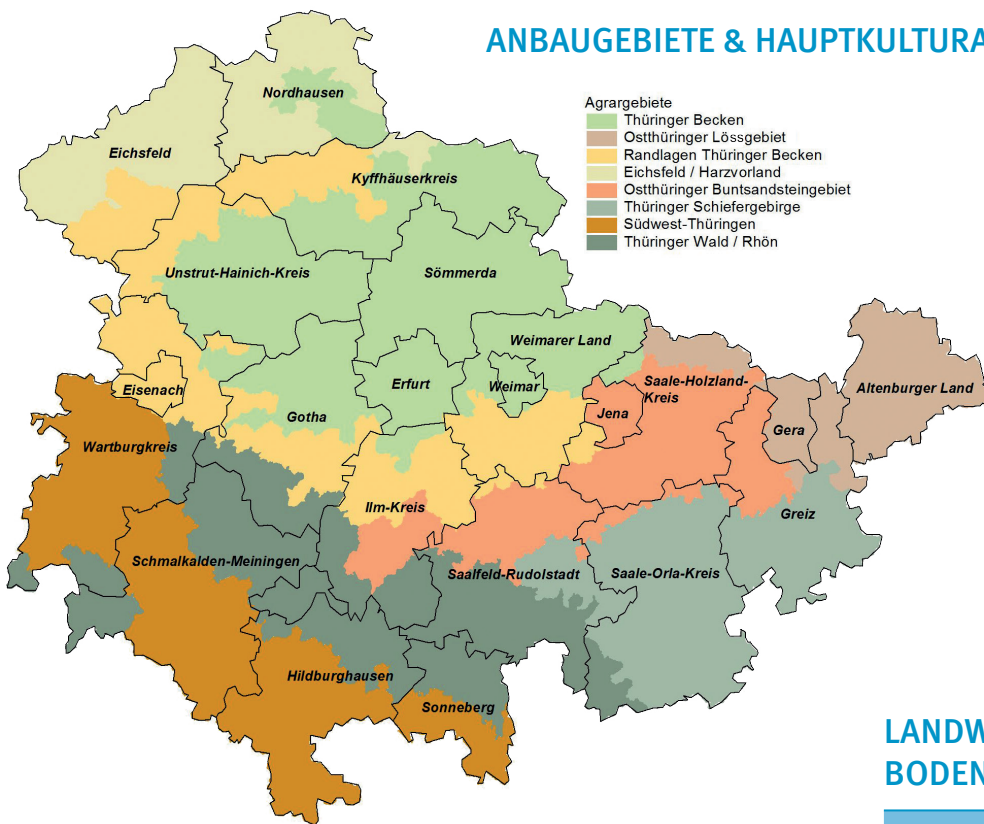 ANBAUGEBIETE & HAUPTKULTURA
Agrargebiete
Thüringer Becken
Ostthüringer Lössgebiet
Randlagen Thüringer Becken
Eichsfeld / Harzvorland
Ostthüringer Buntsandsteingebiet
Thüringer Schiefergebirge
Südwest-Thüringen
Thüringer Wald / Rhön
Nordhausen
Eichsfeld
Kyffhäuserkreis
Unstrut-Hainich-Kreis
Sömmerda
Weimarer Land
Eisenach
Erfurt
Weimar
Saale-Holzland-
Kreis
Altenburger Land
Gotha
Jena
Gera
Wartburgkreis
Ilm-Kreis
Greiz
Schmalkalden-Meiningen
Saalfeld-Rudolstadt
Saale-Orla-Kreis
Hildburghausen
Sonneberg
LANDW
BODEN